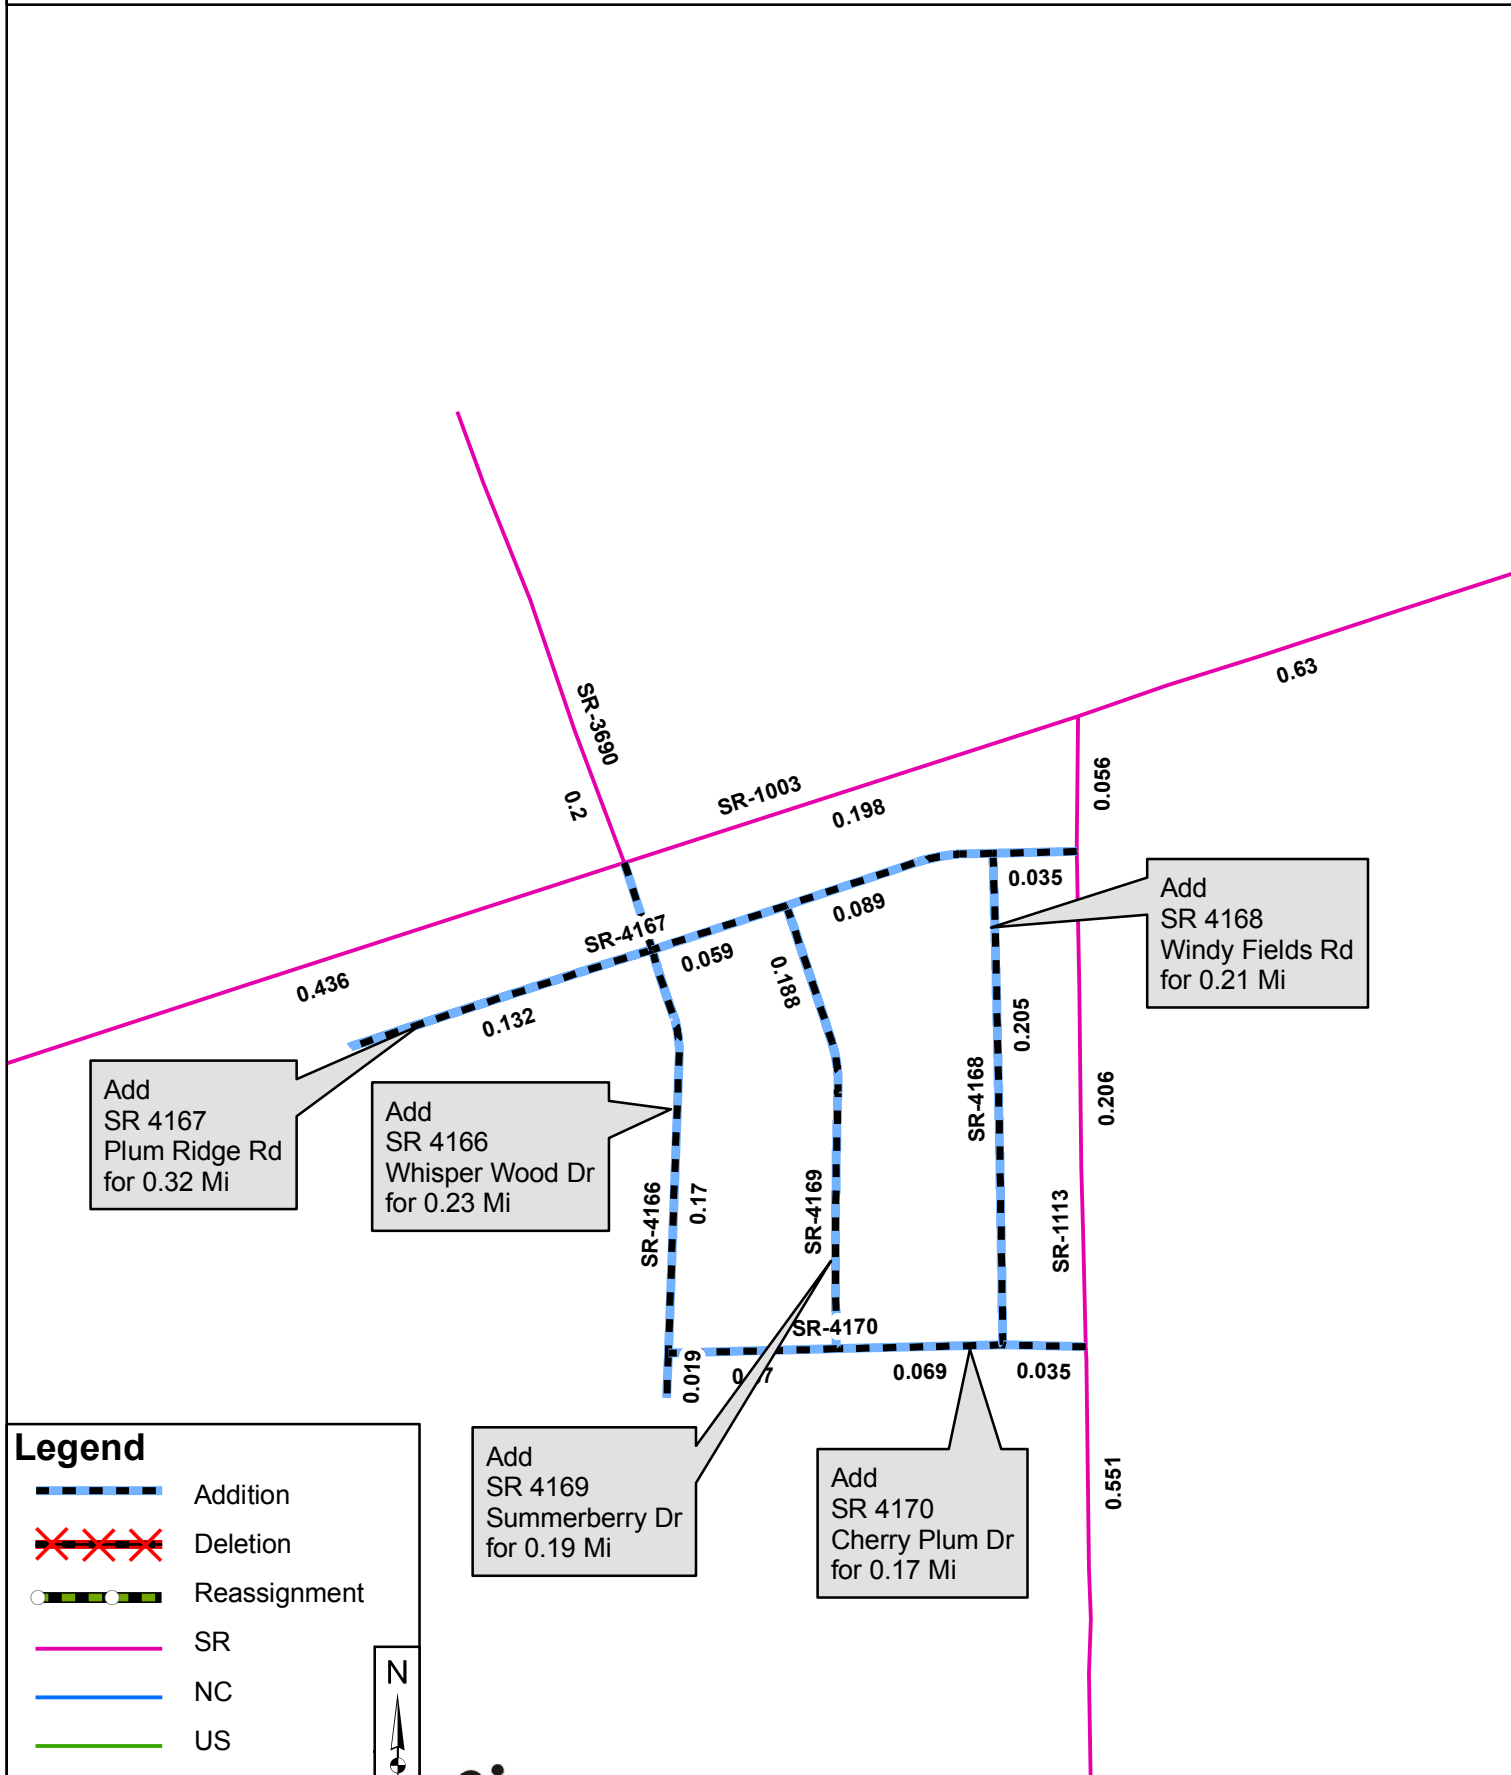 SR-3690
0.2
SR-1003
0.198
0.63
0.056
0.436
SR-4167
0.132
0.059
0.089
0.035
0.188
0.205
SR-4168
0.206
SR-1113
SR-4166
0.17
SR-4169
SR-4170
0.019
0.069
0.035
0.551
Add
SR 4168
Windy Fields Rd
for 0.21 Mi
Add
SR 4167
Plum Ridge Rd
for 0.32 Mi
Add
SR 4166
Whisper Wood Dr
for 0.23 Mi
Add
SR 4169
Summerberry Dr
for 0.19 Mi
Add
SR 4170
Cherry Plum Dr
for 0.17 Mi
Legend
Addition
Deletion
Reassignment
SR
NC
US
N